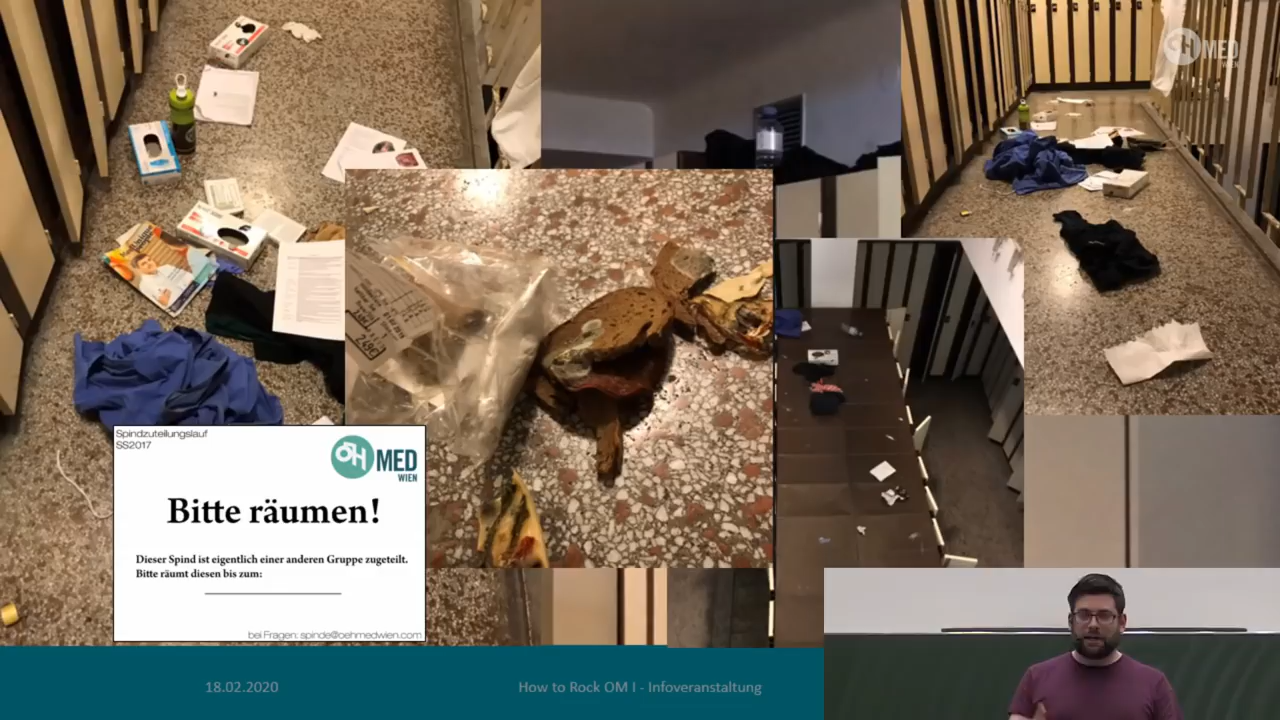 ÖH MED
WIEN
249€
Spindzuteilungslauf
SS2017
ÖH MED
WIEN
Bitte räumen!
Dieser Spind ist eigentlich einer anderen Gruppe zugeteilt.
Bitte räumt diesen bis zum:
bei Fragen: spinde@oehmedwien.com
18.02.2020
How to Rock OM I - Infoveranstaltung